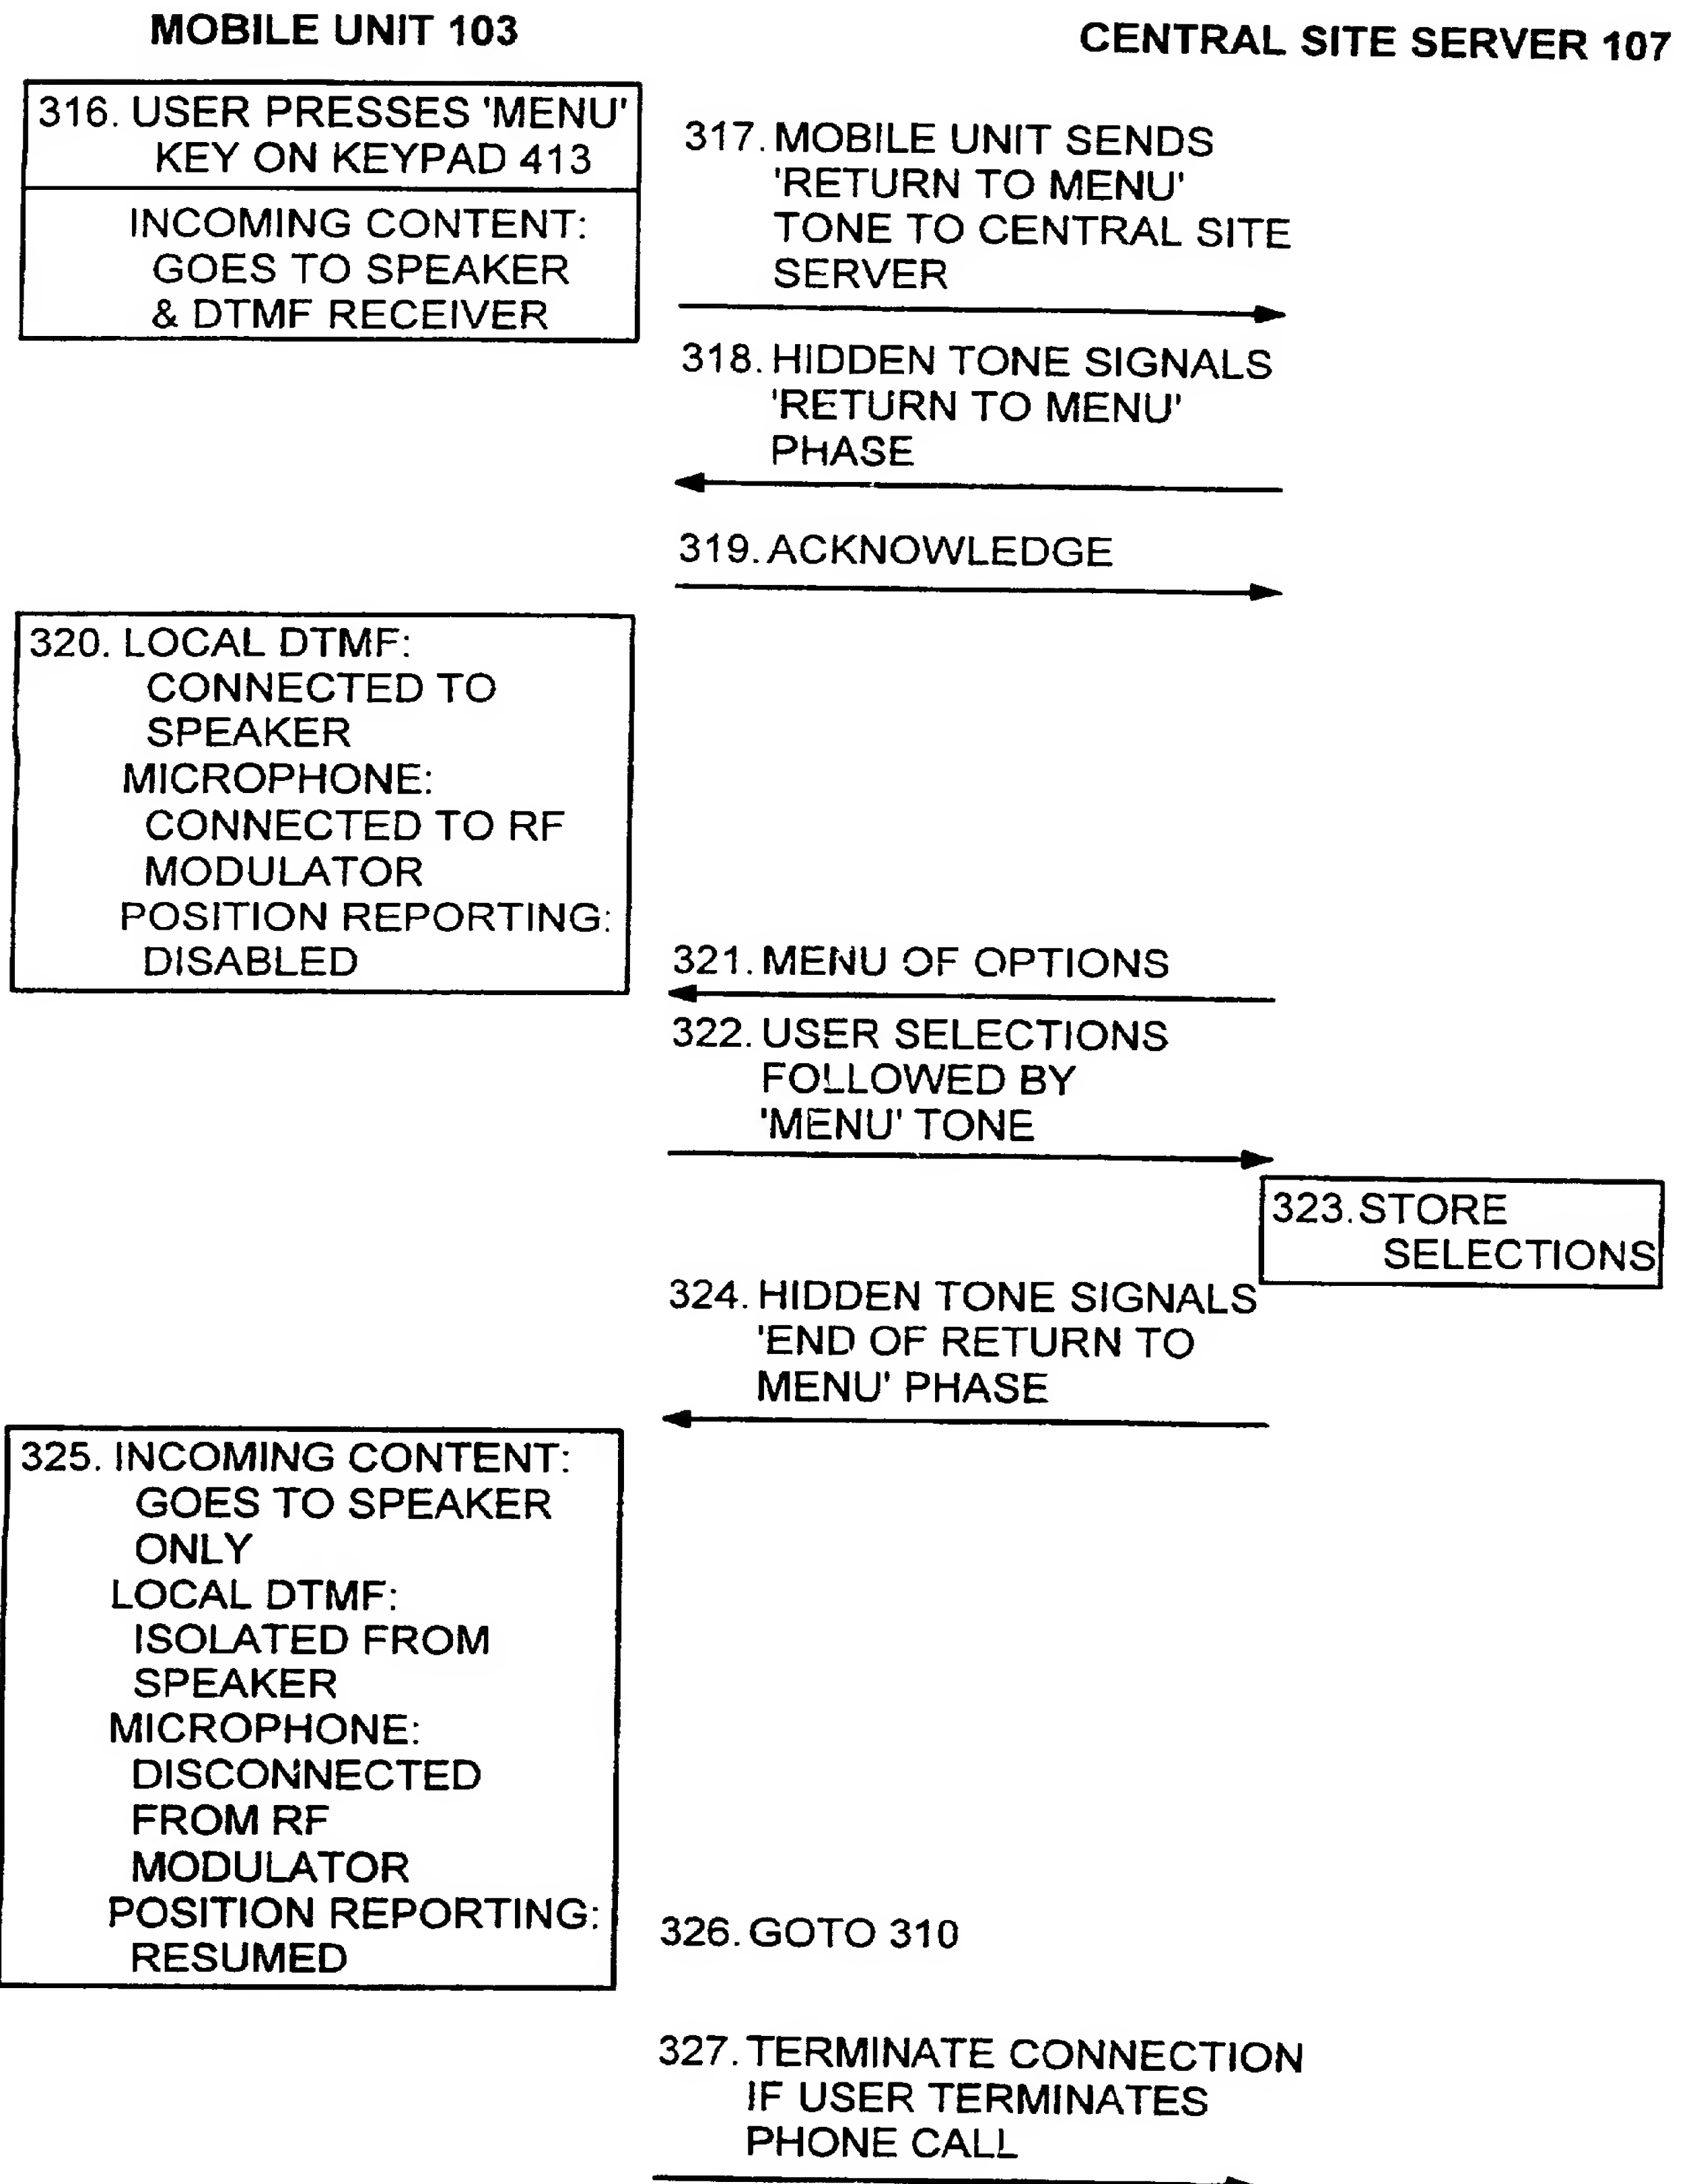 MOBILE UNIT 103
CENTRAL SITE SERVER 107
316. USER PRESSES 'MENU'
KEY ON KEYPAD 413
INCOMING CONTENT:
GOES TO SPEAKER
& DTMF RECEIVER
317. MOBILE UNIT SENDS
'RETURN TO MENU'
TONE TO CENTRAL SITE
SERVER
318. HIDDEN TONE SIGNALS
'RETURN TO MENU'
PHASE
319. ACKNOWLEDGE
320. LOCAL DTMF:
CONNECTED TO
SPEAKER
MICROPHONE:
CONNECTED TO RF
MODULATOR
POSITION REPORTING:
DISABLED
321. MENU OF OPTIONS
322. USER SELECTIONS
FOLLOWED BY
'MENU' TONE
323. STORE
SELECTIONS
324. HIDDEN TONE SIGNALS
'END OF RETURN TO
MENU' PHASE
325. INCOMING CONTENT:
GOES TO SPEAKER
ONLY
LOCAL DTMF:
ISOLATED FROM
SPEAKER
MICROPHONE:
DISCONNECTED
FROM RF
MODULATOR
POSITION REPORTING:
RESUMED
326. GOTO 310
327. TERMINATE CONNECTION
IF USER TERMINATES
PHONE CALL